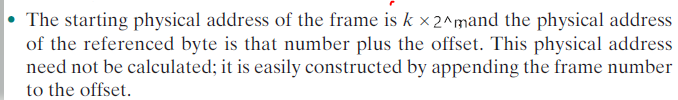 • The starting physical address of the frame is k × 2^mand the physical address
of the referenced byte is that number plus the offset. This physical address
need not be calculated; it is easily constructed by appending the frame number
to the offset.